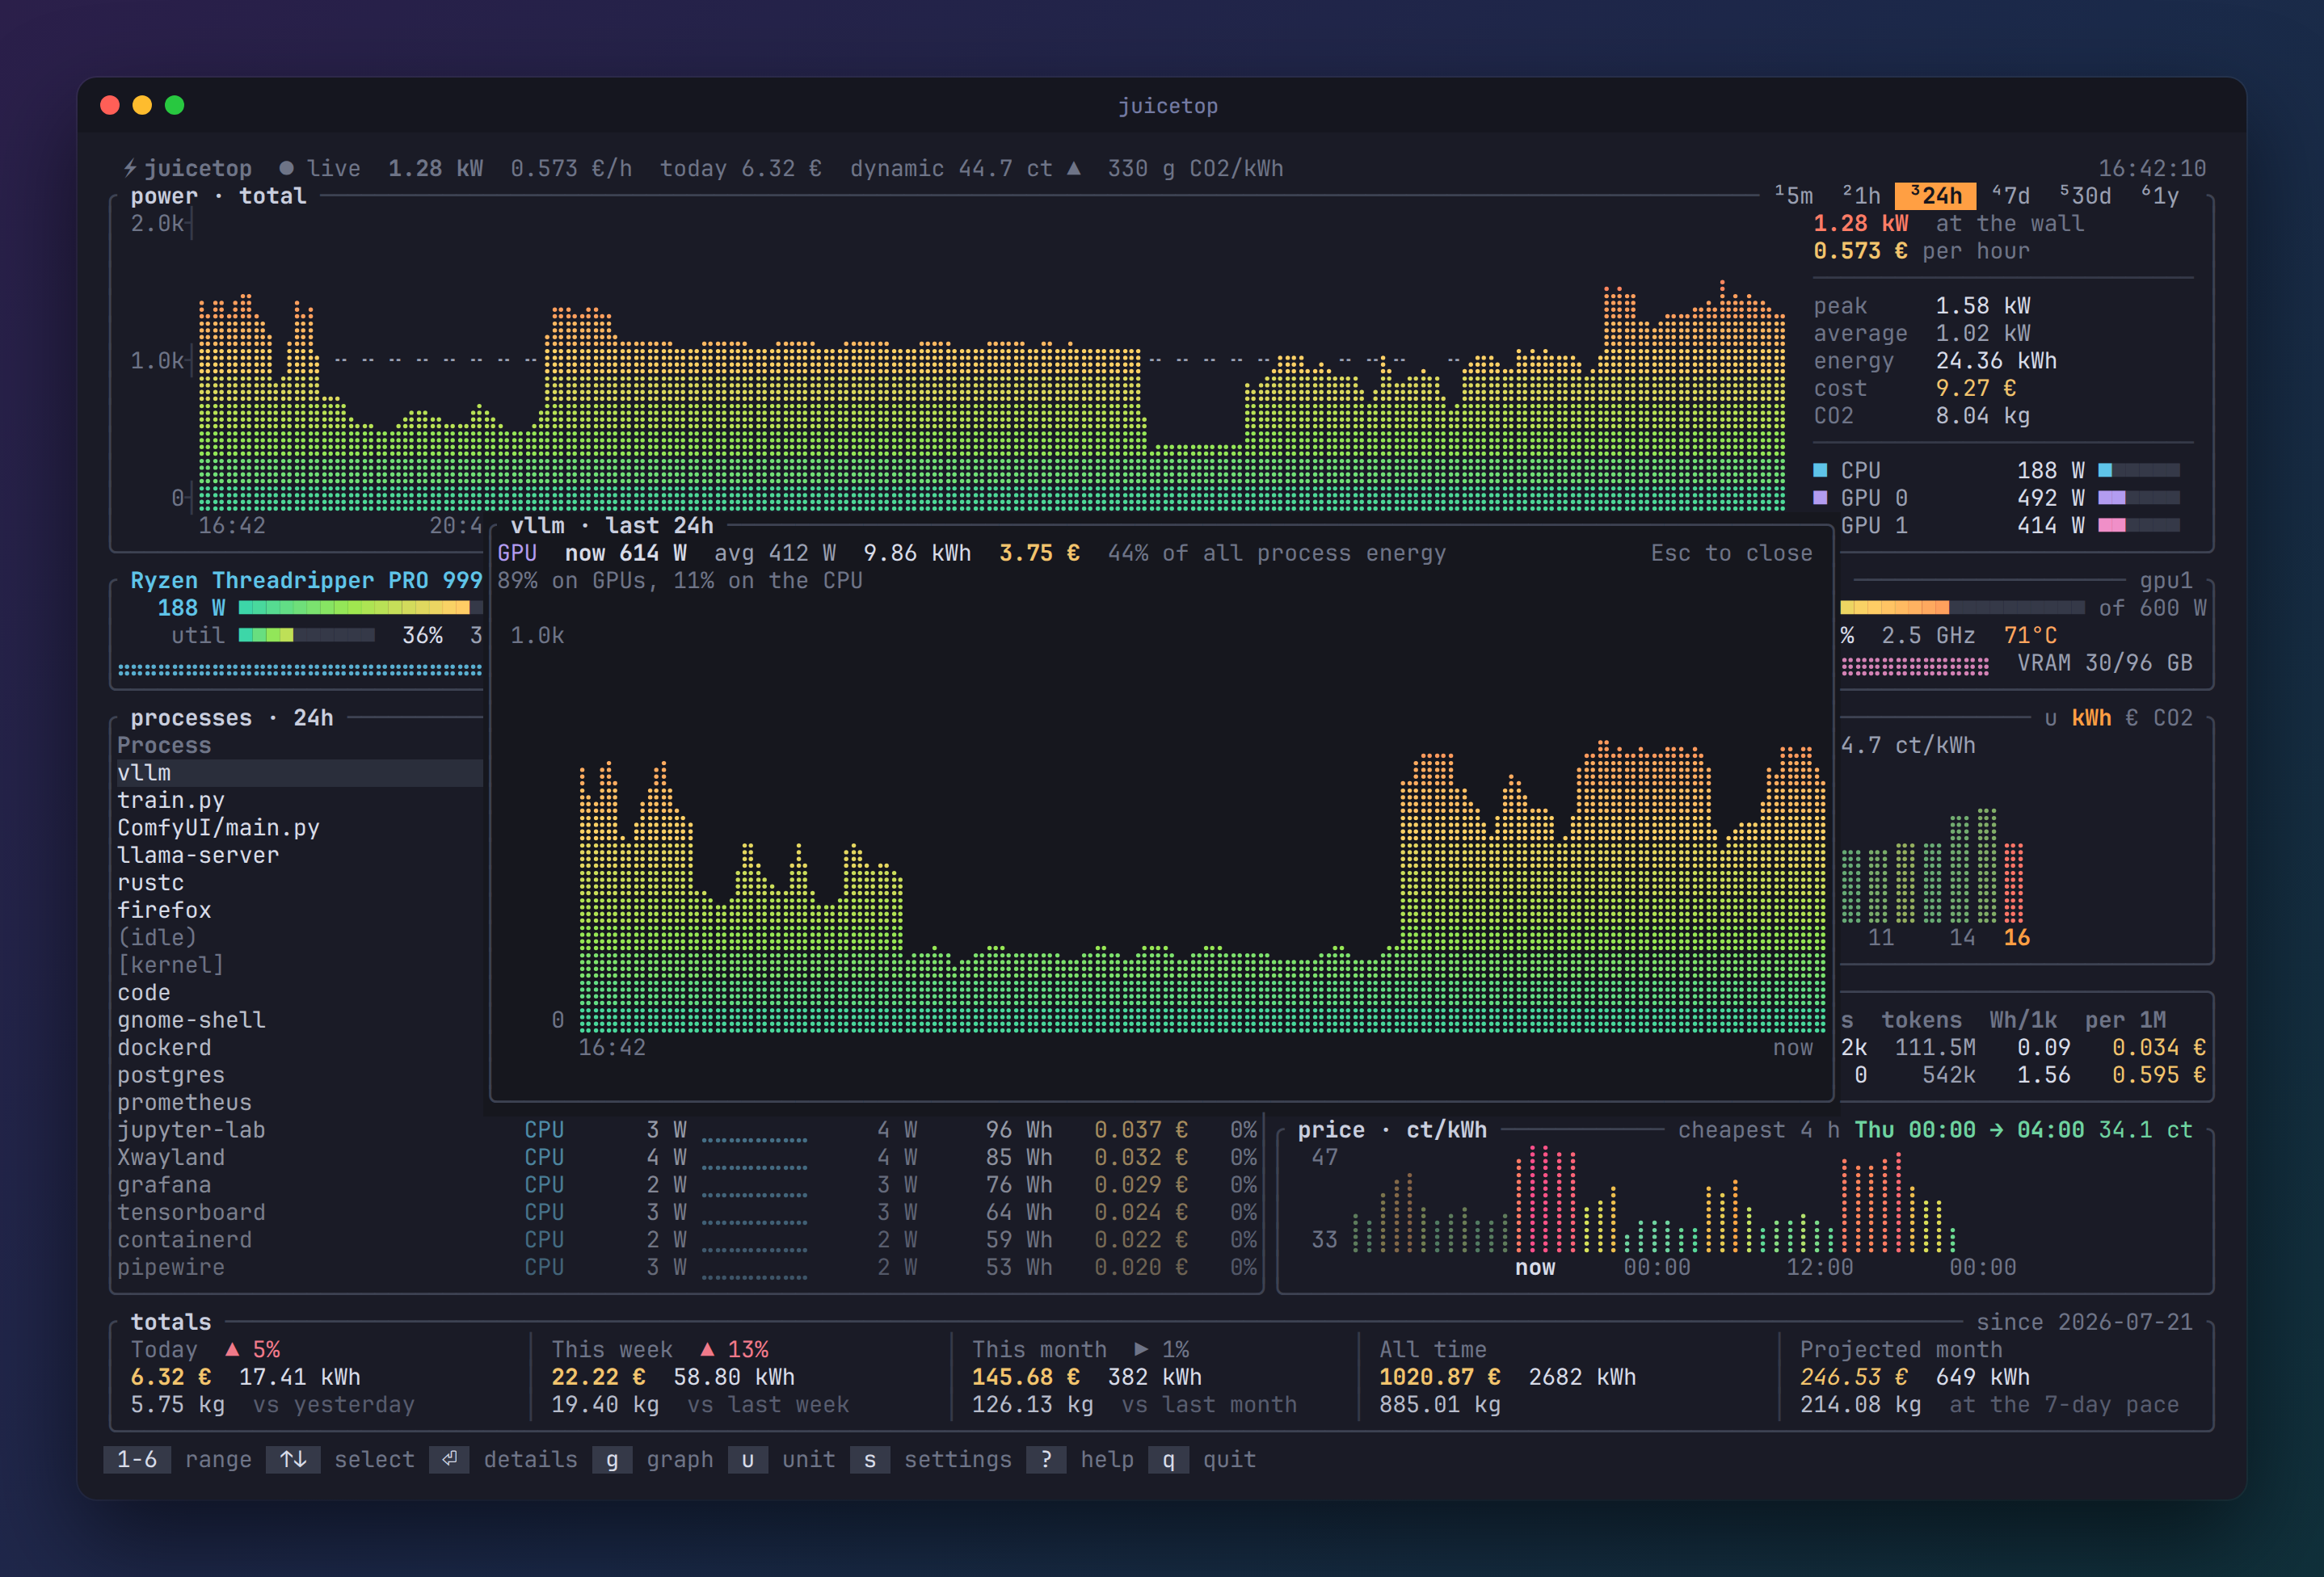 juicetop
⚡juicetop ● live 1.28 kW 0.573 €/h today 6.32 € dynamic 44.7 ct ▲ 330 g CO2/kWh 16:42:10
power · total ¹5m ²1h ³24h ⁴7d ⁵30d ⁶1y
2.0k 1.28 kW at the wall
0.573 € per hour
peak 1.58 kW
average 1.02 kW
1.0k energy 24.36 kWh
cost 9.27 €
CO2 8.04 kg
CPU 188 W
0 GPU 0 492 W
16:42 20:4 vllm · last 24h GPU 1 414 W
GPU now 614 W avg 412 W 9.86 kWh 3.75 € 44% of all process energy Esc to close
Ryzen Threadripper PRO 999 89% on GPUs, 11% on the CPU gpu1
188 W of 600 W
util 36% 3 1.0k % 2.5 GHz 71°C
VRAM 30/96 GB
processes · 24h u kWh € CO2
Process 4.7 ct/kWh
vllm
train.py
ComfyUI/main.py
llama-server
rustc
firefox
(idle) 11 14 16
[kernel]
code
gnome-shell 0 s tokens Wh/1k per 1M
dockerd 16:42 now 2k 111.5M 0.09 0.034 €
postgres 0 542k 1.56 0.595 €
prometheus
jupyter-lab CPU 3 W 4 W 96 Wh 0.037 € 0% price · ct/kWh cheapest 4 h Thu 00:00 → 04:00 34.1 ct
Xwayland CPU 4 W 4 W 85 Wh 0.032 € 0% 47
grafana CPU 2 W 3 W 76 Wh 0.029 € 0%
tensorboard CPU 3 W 3 W 64 Wh 0.024 € 0%
containerd CPU 2 W 2 W 59 Wh 0.022 € 0% 33
pipewire CPU 3 W 2 W 53 Wh 0.020 € 0% now 00:00 12:00 00:00
totals since 2026-07-21
Today ▲ 5% This week ▲ 13% This month ▶ 1% All time Projected month
6.32 € 17.41 kWh 22.22 € 58.80 kWh 145.68 € 382 kWh 1020.87 € 2682 kWh 246.53 € 649 kWh
5.75 kg vs yesterday 19.40 kg vs last week 126.13 kg vs last month 885.01 kg 214.08 kg at the 7-day pace
1-6 range ↑↓ select ⏎ details g graph u unit s settings ? help q quit